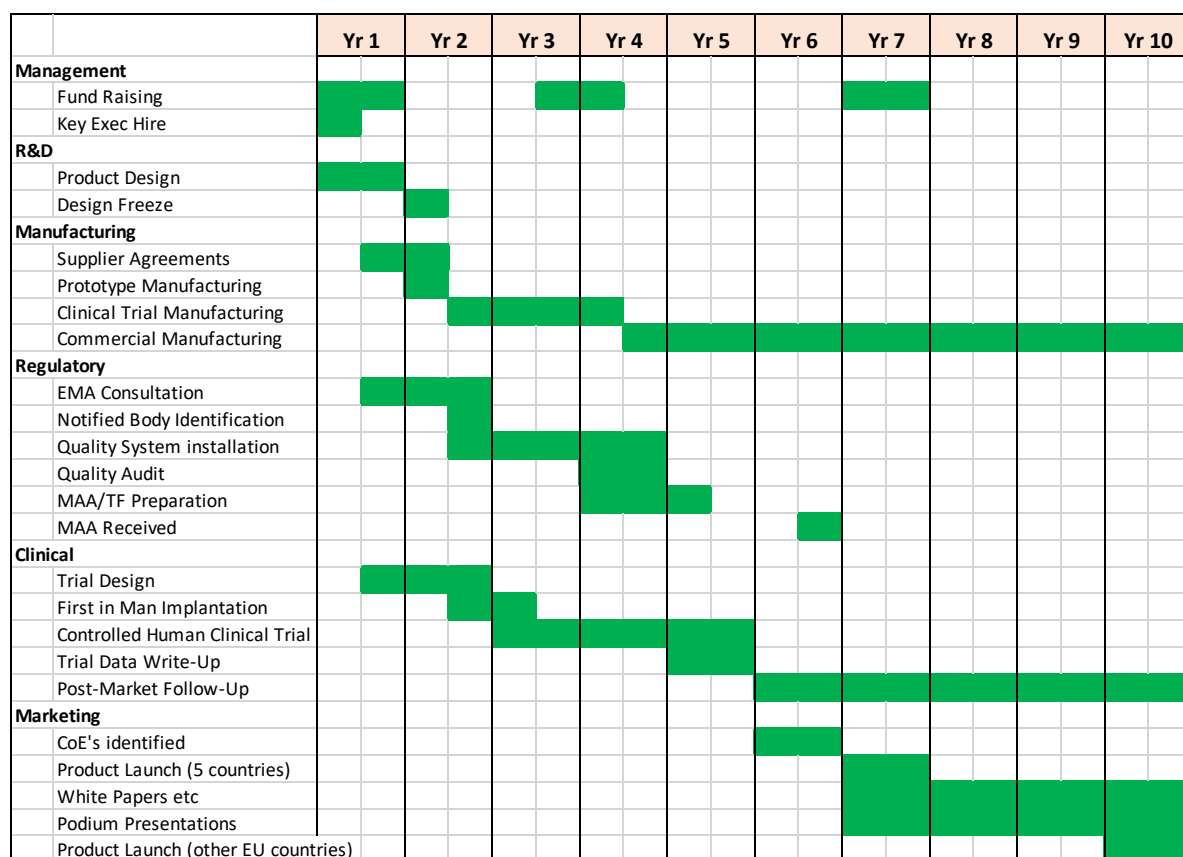 Yr 1 Yr 2 Yr 3 Yr 4 Yr 5 Yr 6 Yr 7 Yr 8 Yr 9 Yr 10
Management
Fund Raising
Key Exec Hire
R&D
Product Design
Design Freeze
Manufacturing
Supplier Agreements
Prototype Manufacturing
Clinical Trial Manufacturing
Commercial Manufacturing
Regulatory
EMA Consultation
Notified Body Identification
Quality System installation
Quality Audit
MAA/TF Preparation
MAA Received
Clinical
Trial Design
First in Man Implantation
Controlled Human Clinical Trial
Trial Data Write-Up
Post-Market Follow-Up
Marketing
CoE's identified
Product Launch (5 countries)
White Papers etc
Podium Presentations
Product Launch (other EU countries)